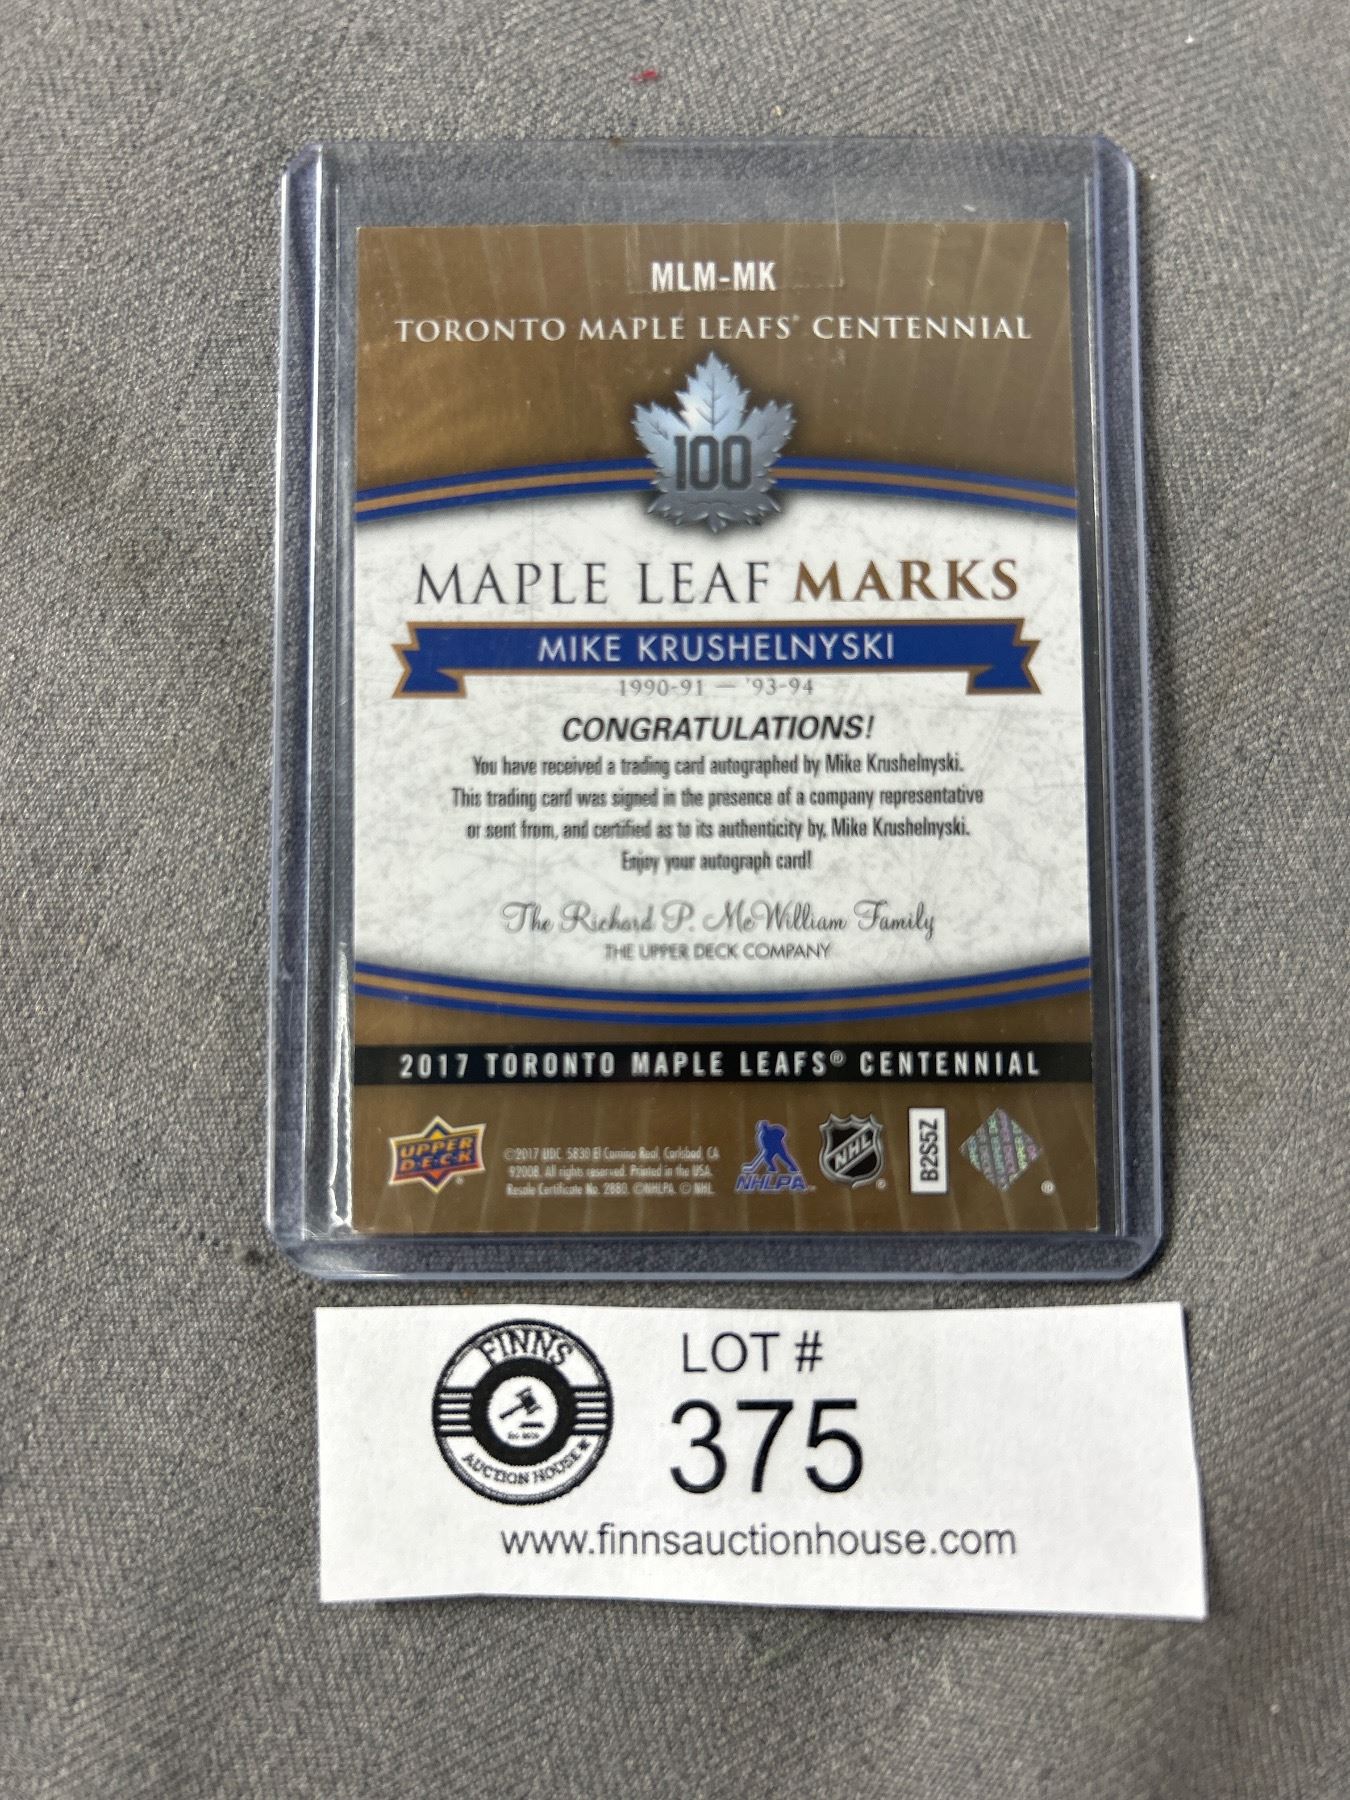 MLM-MK
TORONTO MAPLE LEAFS' CENTENNIAL
100
MAPLE LEAF MARKS
MIKE KRUSHELNYSKI
1990-91 — '93-94
CONGRATULATIONS!
You have received a trading card autographed by Mike Krushelnyski.
This trading card was signed in the presence of a company representative
or sent from, and certified as to its authenticity by, Mike Krushelnyski.
Enjoy your autograph card!
The Richard P. McWilliam Family
THE UPPER DECK COMPANY
2017 TORONTO MAPLE LEAFS® CENTENNIAL
UPPER DECK
©2017 UDC. 5830 El Camino Real, Carlsbad, CA
92008. All rights reserved. Printed in the USA.
Resale Certificate No. 2880. ©NHLPA. © NHL.
NHLPA
NHL
B2S5Z
FINNS
AUCTION HOUSE
LOT #
375
www.finnsauctionhouse.com